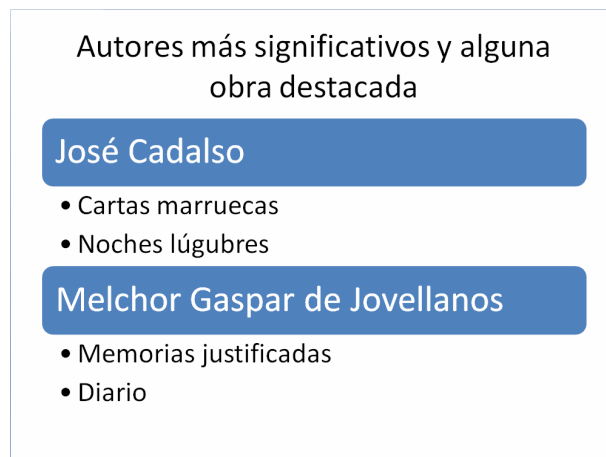 Autores más significativos y alguna
obra destacada
José Cadalso
• Cartas marruecas
• Noches lúgubres
Melchor Gaspar de Jovellanos
• Memorias justificadas
• Diario